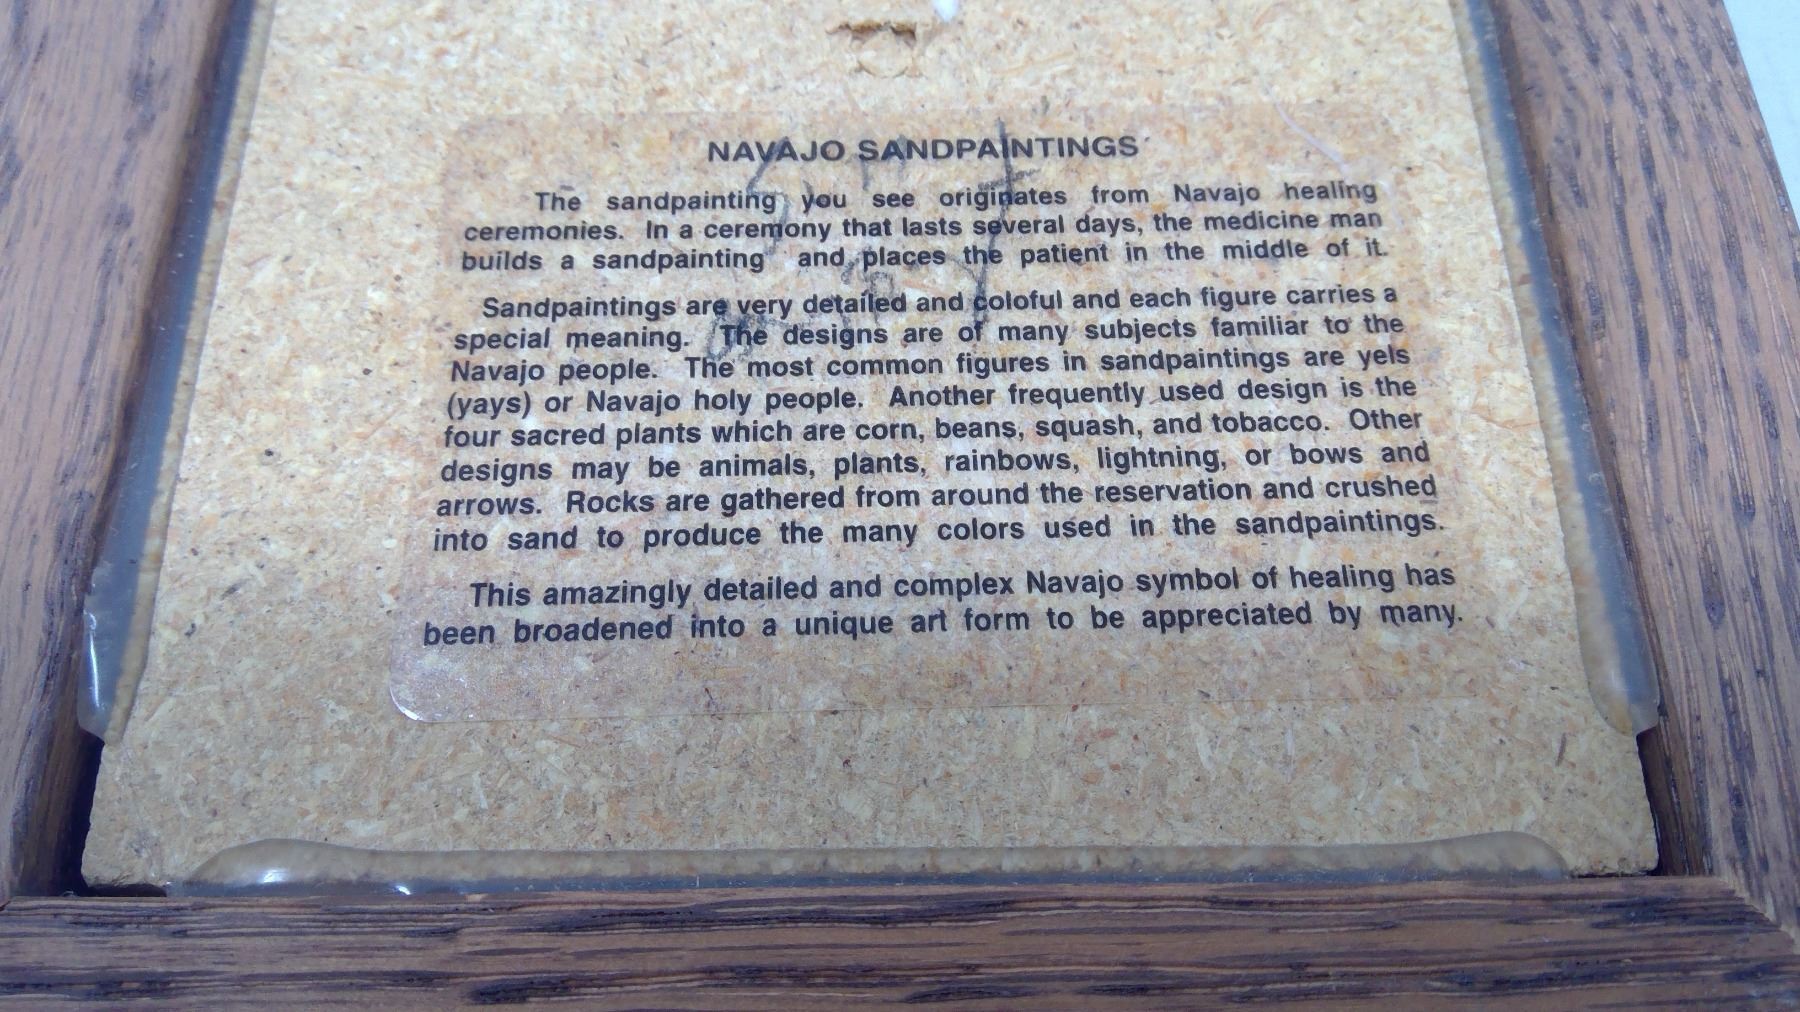 NAVAJO SANDPAINTINGS
The sandpainting you see originates from Navajo healing
ceremonies. In a ceremony that lasts several days, the medicine man
builds a sandpainting and places the patient in the middle of it.
Sandpaintings are very detailed and coloful and each figure carries a
special meaning. The designs are of many subjects familiar to the
Navajo people. The most common figures in sandpaintings are yels
(yays) or Navajo holy people. Another frequently used design is the
four sacred plants which are corn, beans, squash, and tobacco. Other
designs may be animals, plants, rainbows, lightning, or bows and
arrows. Rocks are gathered from around the reservation and crushed
into sand to produce the many colors used in the sandpaintings.
This amazingly detailed and complex Navajo symbol of healing has
been broadened into a unique art form to be appreciated by many.